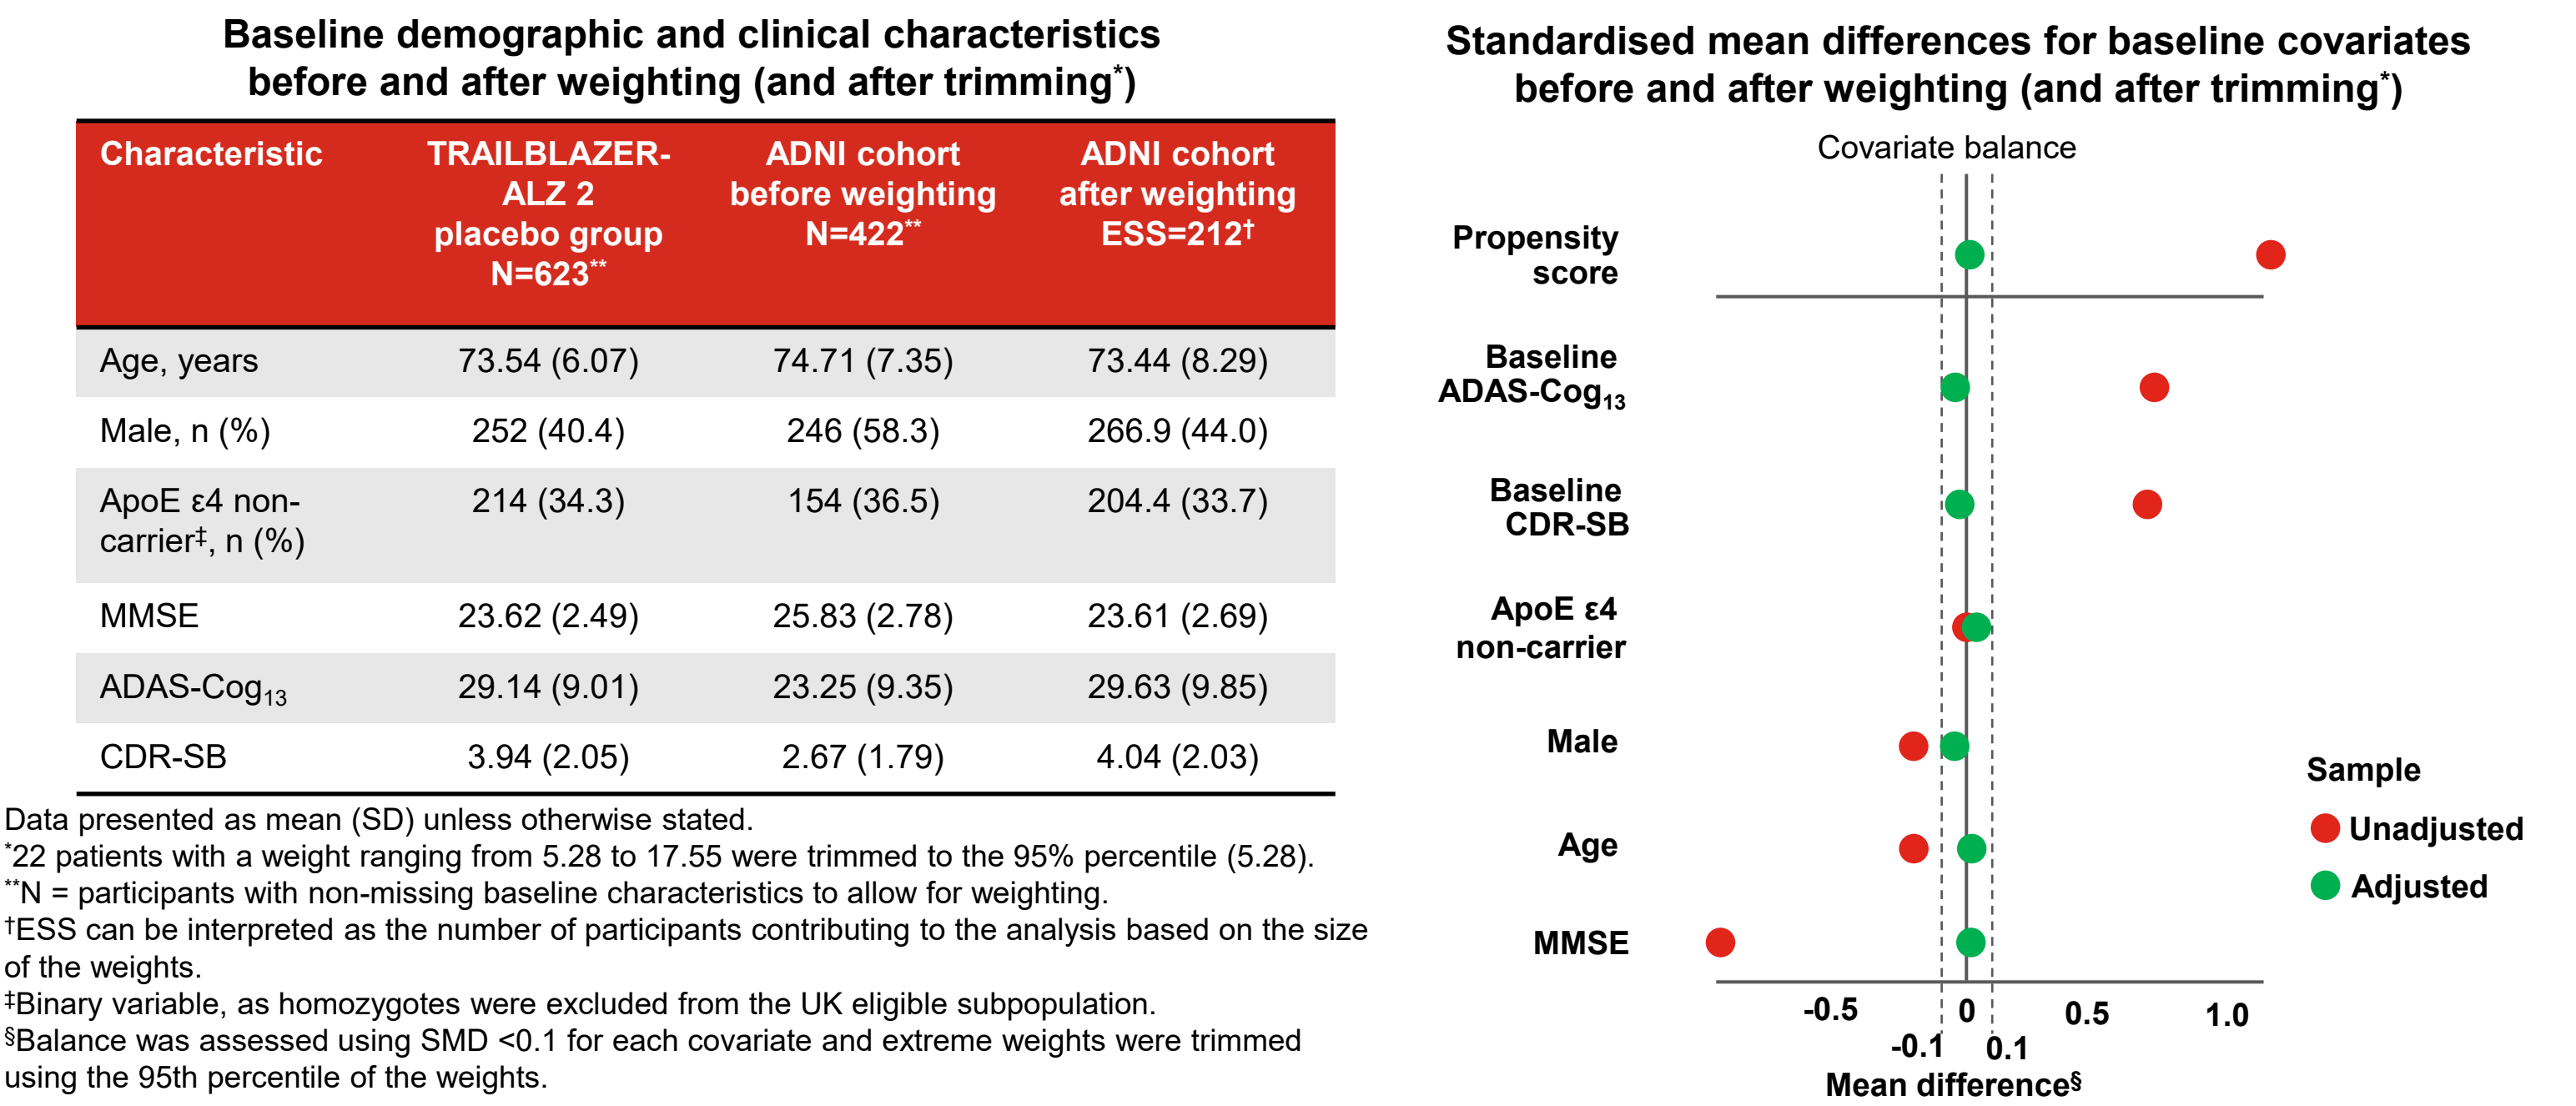 Baseline demographic and clinical characteristics
before and after weighting (and after trimming*)
Characteristic
TRAILBLAZER-
ALZ 2
placebo group
N=623**
ADNI cohort
before weighting
N=422**
ADNI cohort
after weighting
ESS=212†
Age, years 73.54 (6.07) 74.71 (7.35) 73.44 (8.29)
Male, n (%) 252 (40.4) 246 (58.3) 266.9 (44.0)
ApoE ε4 non- 214 (34.3) 154 (36.5) 204.4 (33.7)
carrier‡, n (%)
MMSE 23.62 (2.49) 25.83 (2.78) 23.61 (2.69)
ADAS-Cog13 29.14 (9.01) 23.25 (9.35) 29.63 (9.85)
CDR-SB 3.94 (2.05) 2.67 (1.79) 4.04 (2.03)
Data presented as mean (SD) unless otherwise stated.
*22 patients with a weight ranging from 5.28 to 17.55 were trimmed to the 95% percentile (5.28).
**N = participants with non-missing baseline characteristics to allow for weighting.
†ESS can be interpreted as the number of participants contributing to the analysis based on the size
of the weights.
‡Binary variable, as homozygotes were excluded from the UK eligible subpopulation.
§Balance was assessed using SMD <0.1 for each covariate and extreme weights were trimmed
using the 95th percentile of the weights.
Standardised mean differences for baseline covariates
before and after weighting (and after trimming*)
Covariate balance
Propensity
score
Baseline
ADAS-Cog13
Baseline
CDR-SB
ApoE ε4
non-carrier
Male
Age
MMSE
-0.5 0 0.5 1.0
-0.1 0.1
Mean difference§
Sample
Unadjusted
Adjusted